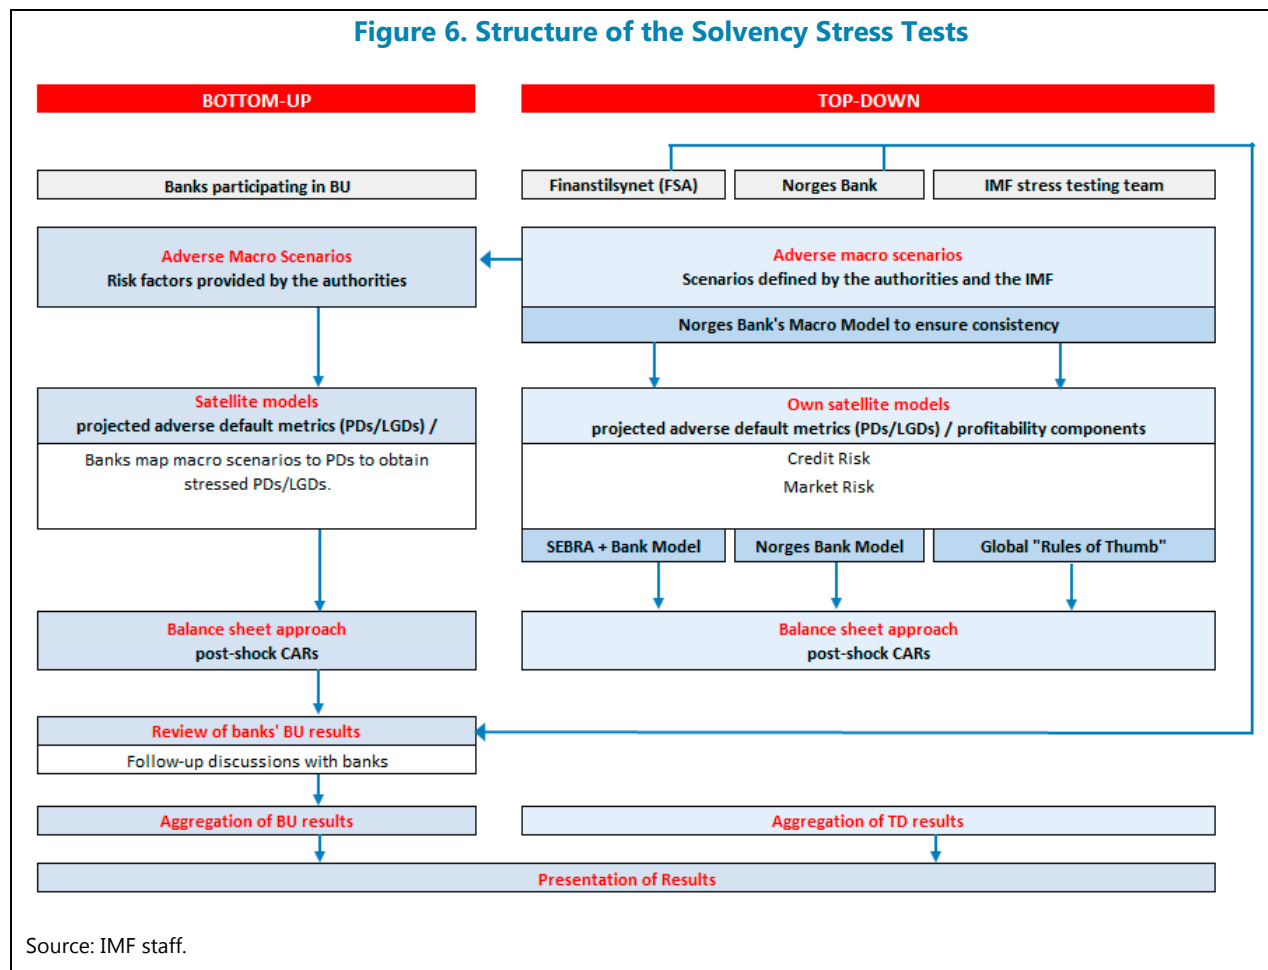 Figure 6. Structure of the Solvency Stress Tests
BOTTOM-UP
TOP-DOWN
Banks participating in BU
Finanstilsynet (FSA)
Norges Bank
IMF stress testing team
Adverse Macro Scenarios
Risk factors provided by the authorities
Adverse macro scenarios
Scenarios defined by the authorities and the IMF
Norges Bank's Macro Model to ensure consistency
Satellite models
projected adverse default metrics (PDs/LGDs) /
Banks map macro scenarios to PDs to obtain
stressed PDs/LGDs.
Own satellite models
projected adverse default metrics (PDs/LGDs) / profitability components
Credit Risk
Market Risk
SEBRA + Bank Model
Norges Bank Model
Global "Rules of Thumb"
Balance sheet approach
post-shock CARs
Balance sheet approach
post-shock CARs
Review of banks' BU results
Follow-up discussions with banks
Aggregation of BU results
Aggregation of TD results
Presentation of Results
Source: IMF staff.